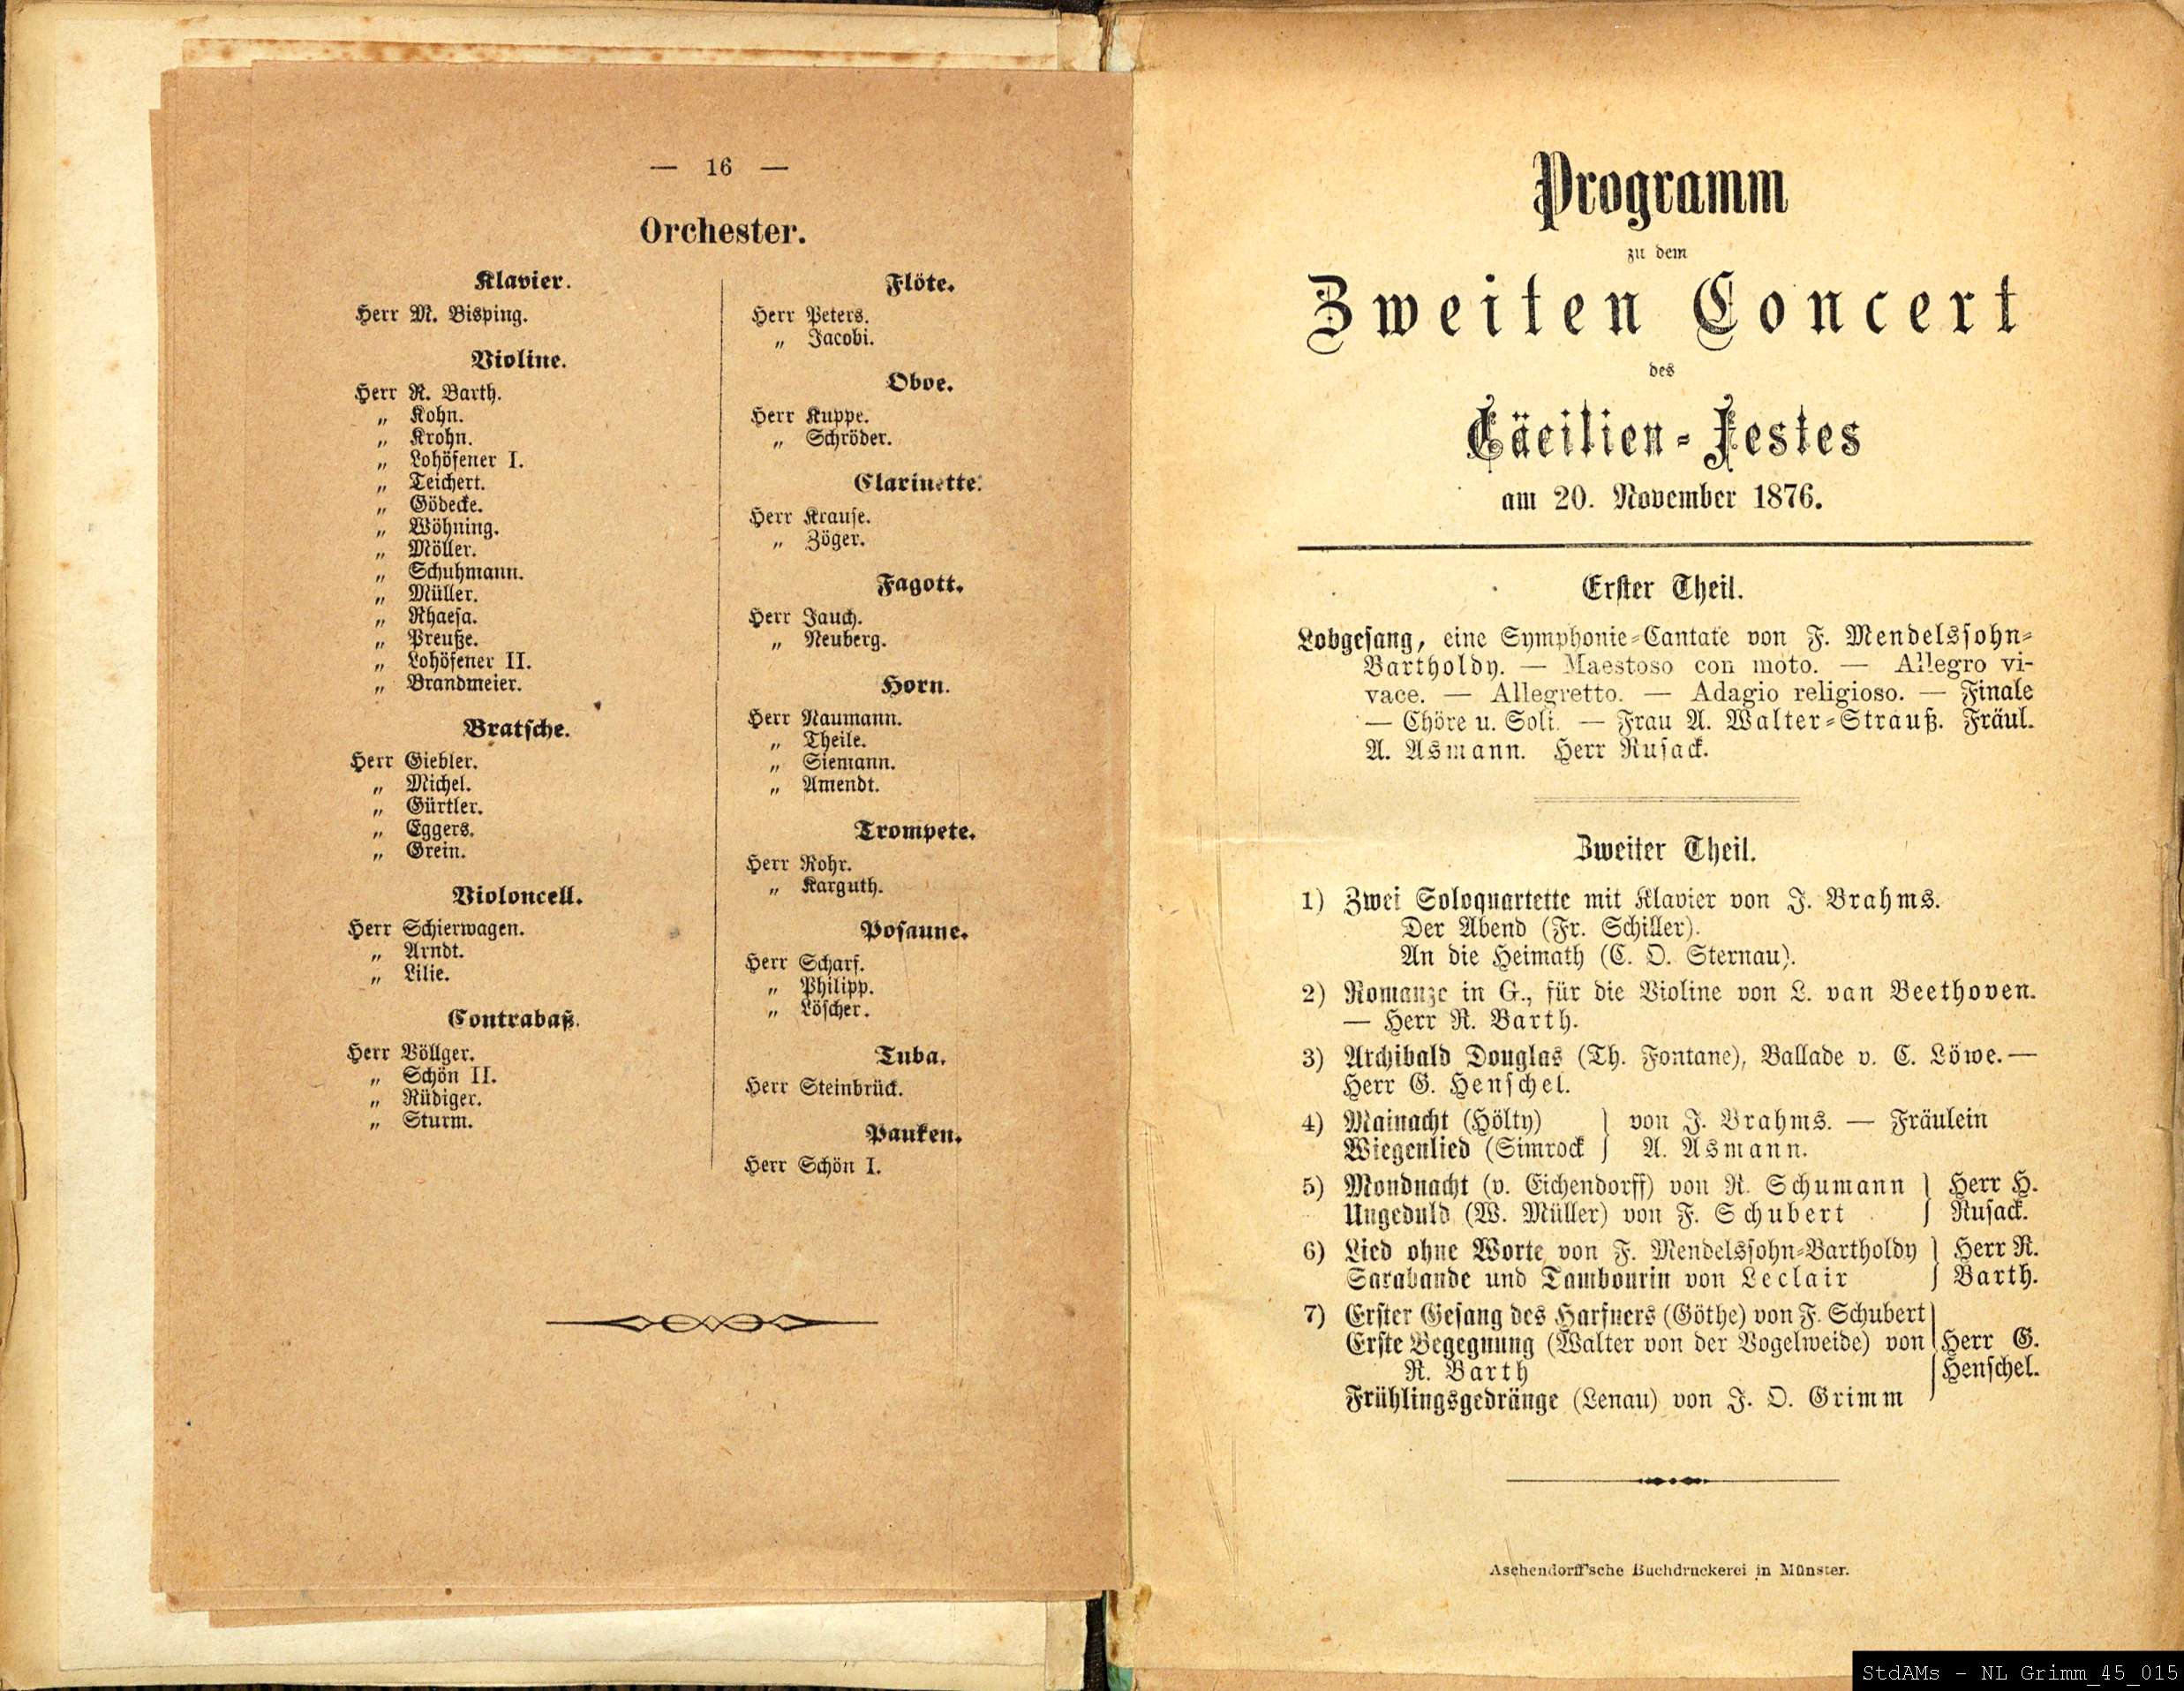 — 16 —
Orchester.
Klavier.
Herr M. Bisping.
Violine.
Herr R. Barth.
„ Kohn.
„ Krohn.
„ Lohöfener I.
„ Teichert.
„ Gödecke.
„ Wöhning.
„ Möller.
„ Schuhmann.
„ Müller.
„ Rhaesa.
„ Preuße.
„ Lohöfener II.
„ Brandmeier.
Bratsche.
Herr Giebler.
„ Michel.
„ Gürtler.
„ Eggers.
„ Grein.
Violoncell.
Herr Schierwagen.
„ Arndt.
„ Lilie.
Contrabaß.
Herr Böllger.
„ Schön II.
„ Rüdiger.
„ Sturm.
Flöte.
Herr Peters.
„ Jacobi.
Oboe.
Herr Kuppe.
„ Schröder.
Clarinette.
Herr Krause.
„ Zöger.
Fagott.
Herr Jauch.
„ Neuberg.
Horn.
Herr Naumann.
„ Theile.
„ Siemann.
„ Amendt.
Trompete.
Herr Rohr.
„ Karguth.
Posaune.
Herr Scharf.
„ Philipp.
„ Löscher.
Tuba.
Herr Steinbrück.
Pauken.
Herr Schön I.
Programm
zu dem
Zweiten Concert
des
Cäcilien-Festes
am 20. November 1876.
Erster Theil.
Lobgesang, eine Symphonie-Cantate von F. Mendelssohn-
Bartholdy. — Maestoso con moto. — Allegro vi-
vace. — Allegretto. — Adagio religioso. — Finale
— Chöre u. Soli. — Frau A. Walter-Strauß. Fräul.
A. Asmann. Herr Rusack.
Zweiter Theil.
1) Zwei Soloquartette mit Klavier von J. Brahms.
Der Abend (Fr. Schiller).
An die Heimath (C. O. Sternau).
2) Romanze in G., für die Violine von L. van Beethoven.
— Herr R. Barth.
3) Archibald Douglas (Th. Fontane), Ballade v. C. Löwe. —
Herr G. Henschel.
4) Mainacht (Hölty) } von J. Brahms. — Fräulein
Wiegenlied (Simrock } A. Asmann.
5) Mondnacht (v. Eichendorff) von R. Schumann } Herr H.
Ungeduld (W. Müller) von F. Schubert } Rusack.
6) Lied ohne Worte von F. Mendelssohn-Bartholdy } Herr R.
Sarabande und Tambourin von Leclair } Barth.
7) Erster Gesang des Harfners (Göthe) von F. Schubert
Erste Begegnung (Walter von der Vogelweide) von } Herr G.
R. Barth } Henschel.
Frühlingsgedränge (Lenau) von J. O. Grimm
Aschendorff'sche Buchdruckerei in Münster.
StdAMs - NL Grimm_45_015